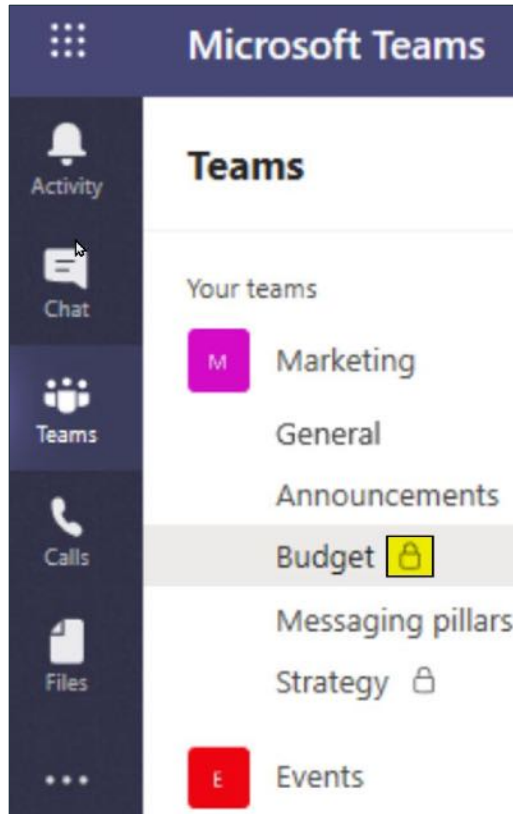 Microsoft Teams
Activity
Teams
Chat
Your teams
M Marketing
Teams
General
Announcements
Calls
Budget
Messaging pillars
Files
Strategy
E Events